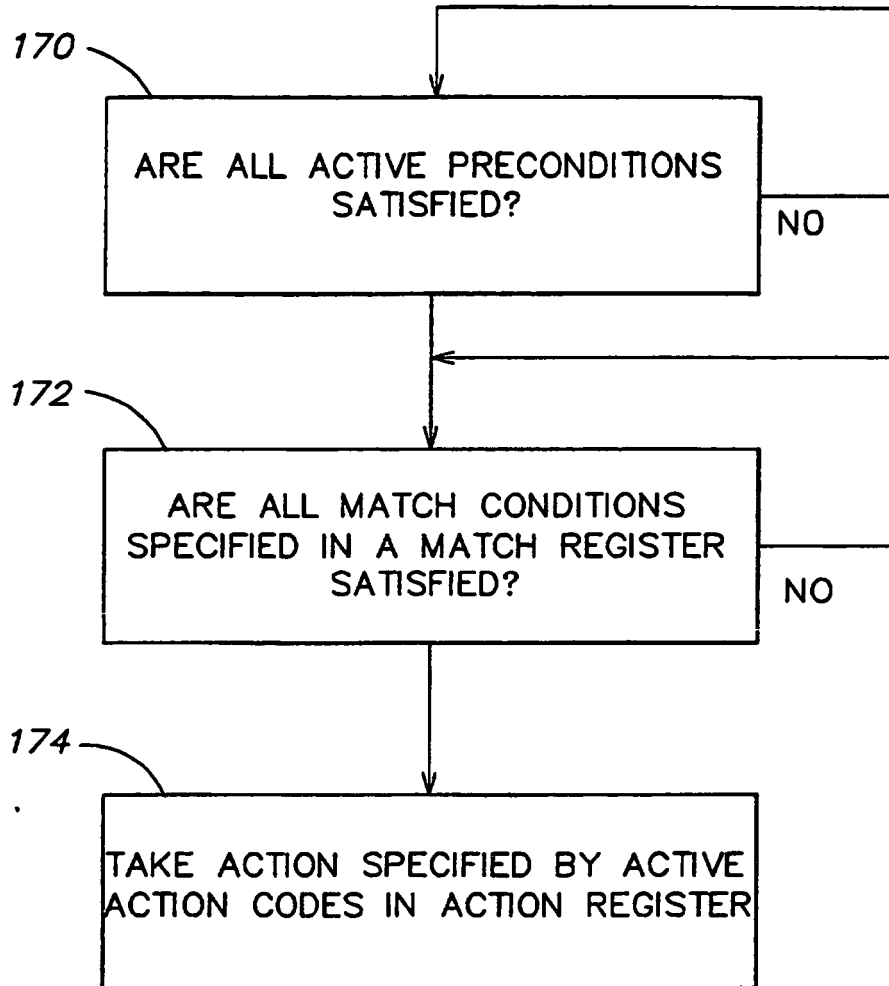 170
ARE ALL ACTIVE PRECONDITIONS
SATISFIED?
NO
172
ARE ALL MATCH CONDITIONS
SPECIFIED IN A MATCH REGISTER
SATISFIED?
NO
174
TAKE ACTION SPECIFIED BY ACTIVE
ACTION CODES IN ACTION REGISTER